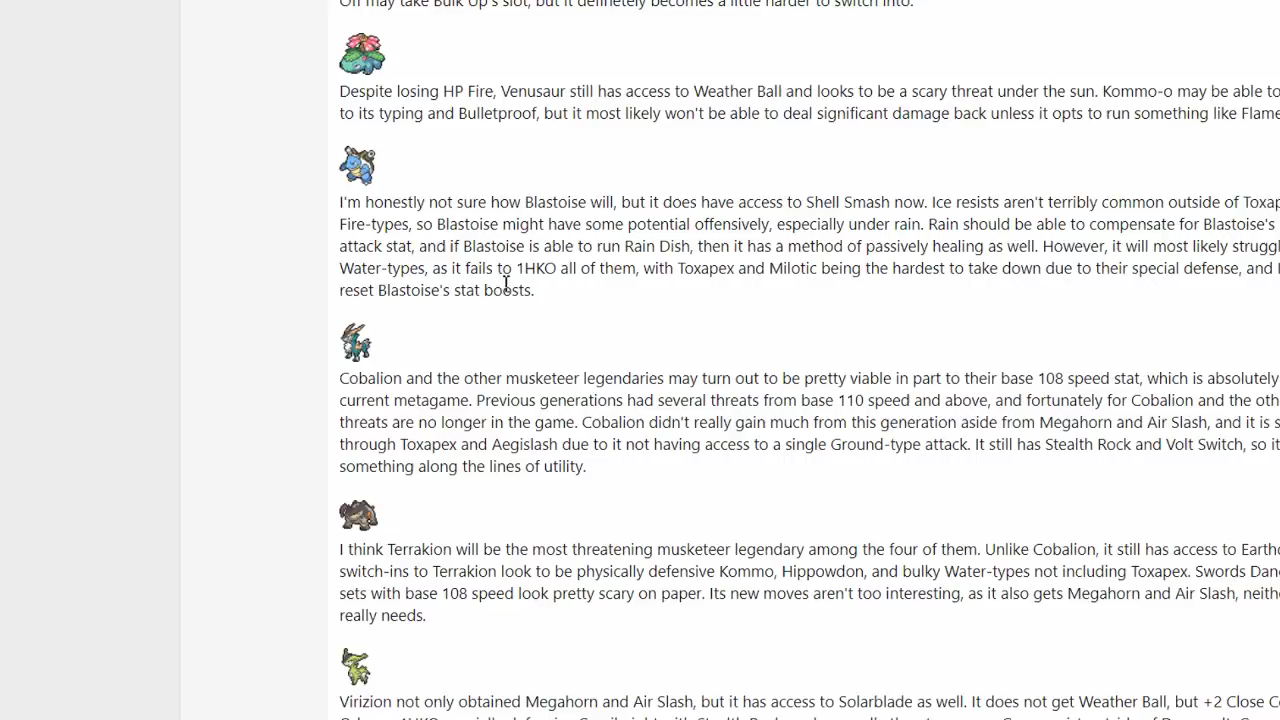 Off may take Bulk Up's slot, but it definetely becomes a little harder to switch into.
Despite losing HP Fire, Venusaur still has access to Weather Ball and looks to be a scary threat under the sun. Kommo-o may be able to
to its typing and Bulletproof, but it most likely won't be able to deal significant damage back unless it opts to run something like Flame
I'm honestly not sure how Blastoise will, but it does have access to Shell Smash now. Ice resists aren't terribly common outside of Toxap
Fire-types, so Blastoise might have some potential offensively, especially under rain. Rain should be able to compensate for Blastoise's
attack stat, and if Blastoise is able to run Rain Dish, then it has a method of passively healing as well. However, it will most likely struggl
Water-types, as it fails to 1HKO all of them, with Toxapex and Milotic being the hardest to take down due to their special defense, and
reset Blastoise's stat boosts.
Cobalion and the other musketeer legendaries may turn out to be pretty viable in part to their base 108 speed stat, which is absolutely
current metagame. Previous generations had several threats from base 110 speed and above, and fortunately for Cobalion and the oth
threats are no longer in the game. Cobalion didn't really gain much from this generation aside from Megahorn and Air Slash, and it is s
through Toxapex and Aegislash due to it not having access to a single Ground-type attack. It still has Stealth Rock and Volt Switch, so it
something along the lines of utility.
I think Terrakion will be the most threatening musketeer legendary among the four of them. Unlike Cobalion, it still has access to Earth
switch-ins to Terrakion look to be physically defensive Kommo, Hippowdon, and bulky Water-types not including Toxapex. Swords Dan
sets with base 108 speed look pretty scary on paper. Its new moves aren't too interesting, as it also gets Megahorn and Air Slash, neith
really needs.
Virizion not only obtained Megahorn and Air Slash, but it has access to Solarblade as well. It does not get Weather Ball, but +2 Close C